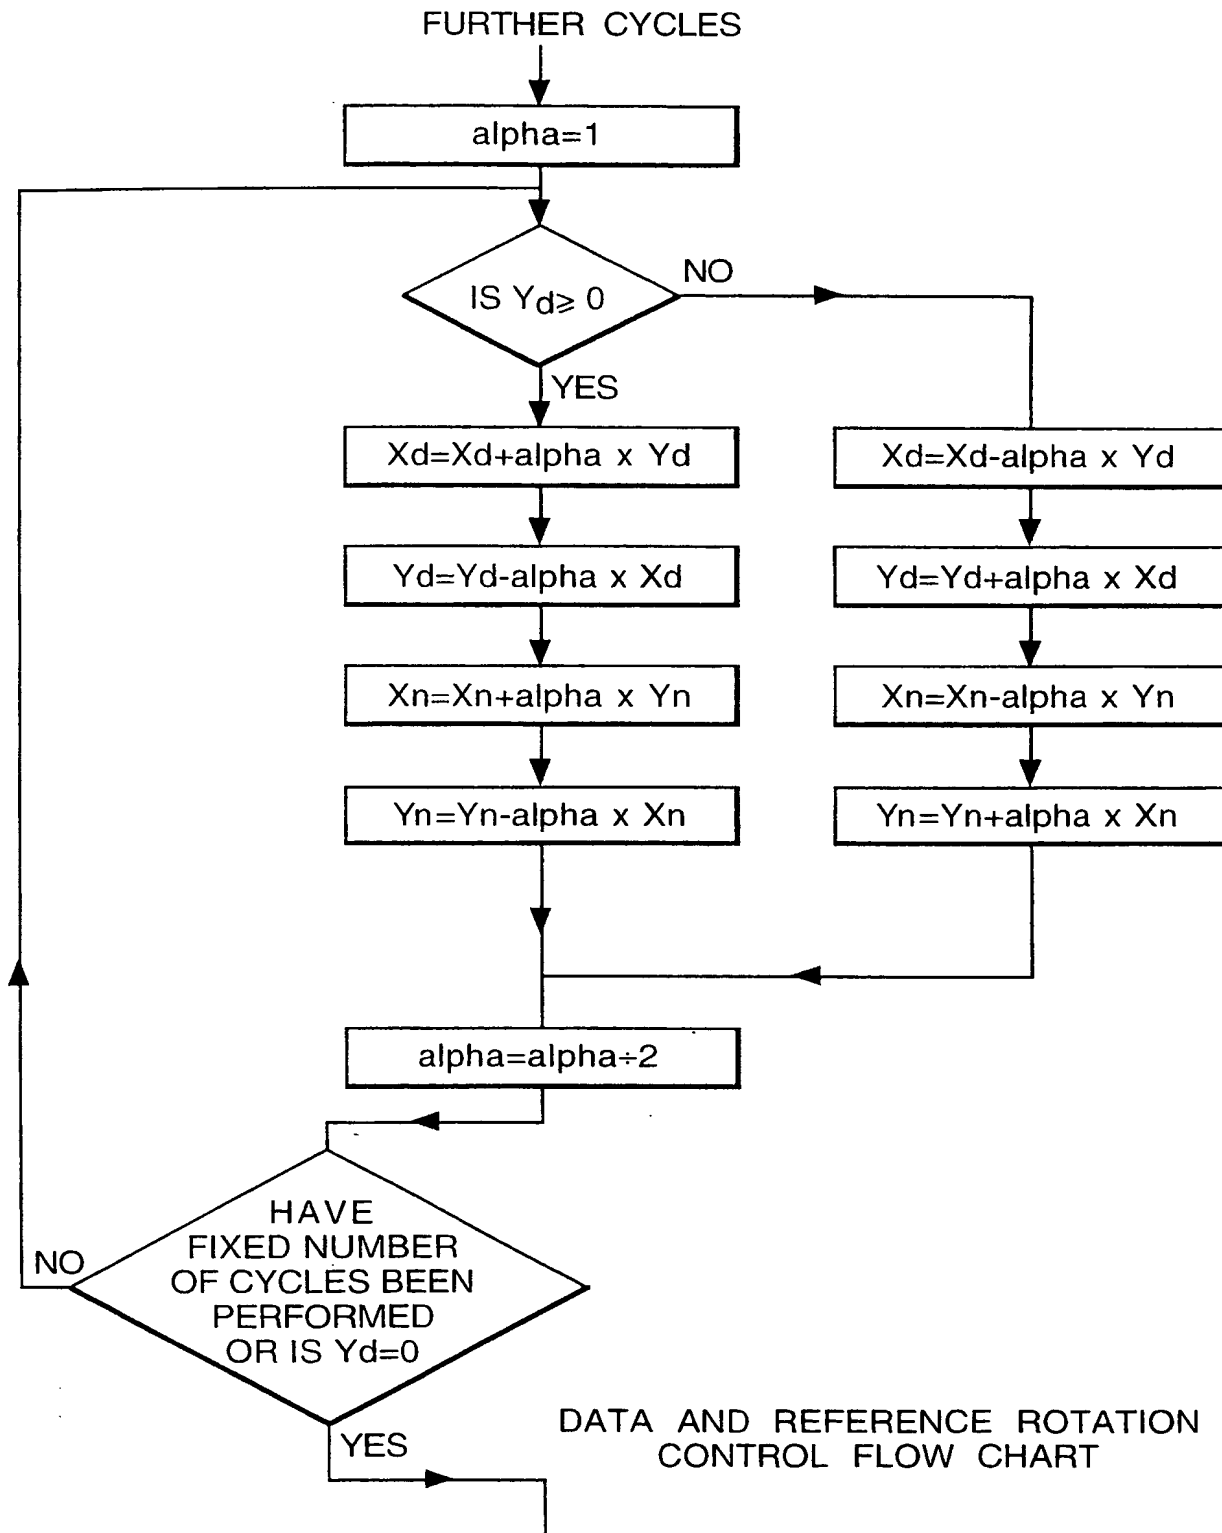 FURTHER CYCLES
alpha=1
IS Yd≥ 0
NO
YES
Xd=Xd+alpha x Yd
Xd=Xd-alpha x Yd
Yd=Yd-alpha x Xd
Yd=Yd+alpha x Xd
Xn=Xn+alpha x Yn
Xn=Xn-alpha x Yn
Yn=Yn-alpha x Xn
Yn=Yn+alpha x Xn
alpha=alpha÷2
HAVE
FIXED NUMBER
OF CYCLES BEEN
PERFORMED
OR IS Yd=0
NO
YES
DATA AND REFERENCE ROTATION
CONTROL FLOW CHART